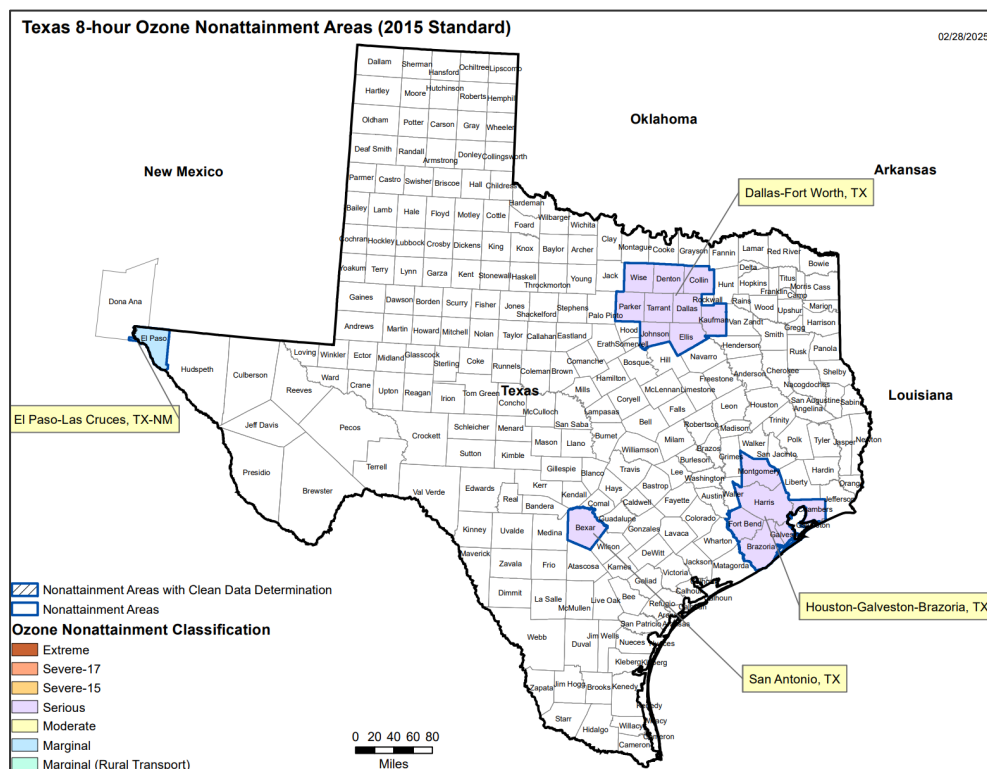 Texas 8-hour Ozone Nonattainment Areas (2015 Standard)
02/28/2025
Dallam Sherman Hansford Ochiltree Lipscomb
Hartley Moore Hutchinson Roberts Hemphill
Oklahoma
Oldham Potter Carson Gray Wheeler
Deaf Smith Randall Armstrong Donley Collingsworth
New Mexico
Arkansas
Parmer Castro Swisher Briscoe Hall Childress
Dallas-Fort Worth, TX
Bailey Lamb Hale Floyd Motley Cottle Hardeman
Foard Wilbarger Wichita Clay
Cochran Hockley Lubbock Crosby Dickens King Knox Baylor Archer Montague Cooke Grayson Fannin Lamar Red River Bowie
Yoakum Terry Lynn Garza Kent Stonewall Haskell Throckmorton Young Jack Wise Denton Collin Hunt Delta Hopkins Franklin Titus Camp Morris Cass
Dona Ana
Gaines Dawson Borden Scurry Fisher Jones Shackelford Stephens Palo Pinto Parker Tarrant Dallas Rockwall Rains Wood Upshur Marion
Andrews Martin Howard Mitchell Nolan Taylor Callahan Eastland Erath Hood Somervell Johnson Ellis Kaufman Van Zandt Smith Gregg Harrison
El Paso Hudspeth Culberson Reeves Loving Winkler Ector Midland Glasscock Sterling Coke Runnels Coleman Brown Comanche Bosque Hill Navarro Henderson Rusk Panola
Ward Crane Upton Reagan Irion Tom Green Concho McCulloch Mills Hamilton McLennan Limestone Freestone Anderson Cherokee Nacogdoches Shelby
Texas
Louisiana
El Paso-Las Cruces, TX-NM
Jeff Davis Pecos Crockett Schleicher Menard San Saba Lampasas Coryell Bell Falls Robertson Leon Madison Houston Trinity Angelina San Augustine Sabine
Presidio Brewster Terrell Sutton Kimble Mason Llano Burnet Williamson Milam Burleson Brazos Grimes Walker San Jacinto Polk Tyler Jasper Newton
Val Verde Edwards Real Kerr Gillespie Blanco Hays Travis Bastrop Lee Washington Montgomery Liberty Hardin Orange
Kinney Uvalde Bandera Kendall Comal Caldwell Fayette Austin Waller Harris Chambers Jefferson
Medina Bexar Guadalupe Gonzales Lavaca Colorado Fort Bend Galveston
Maverick Zavala Frio Atascosa Wilson Karnes DeWitt Wharton Brazoria
Dimmit La Salle McMullen Live Oak Bee Goliad Victoria Jackson Matagorda Calhoun Calhoun
Webb Duval Jim Wells San Patricio Refugio Aransas Nueces
Kleberg
Zapata Jim Hogg Brooks Kenedy
Starr Hidalgo Willacy Cameron
Cameron
Houston-Galveston-Brazoria, TX
San Antonio, TX
Nonattainment Areas with Clean Data Determination
Nonattainment Areas
Ozone Nonattainment Classification
Extreme
Severe-17
Severe-15
Serious
Moderate
Marginal
Marginal (Rural Transport)
0 20 40 60 80
Miles